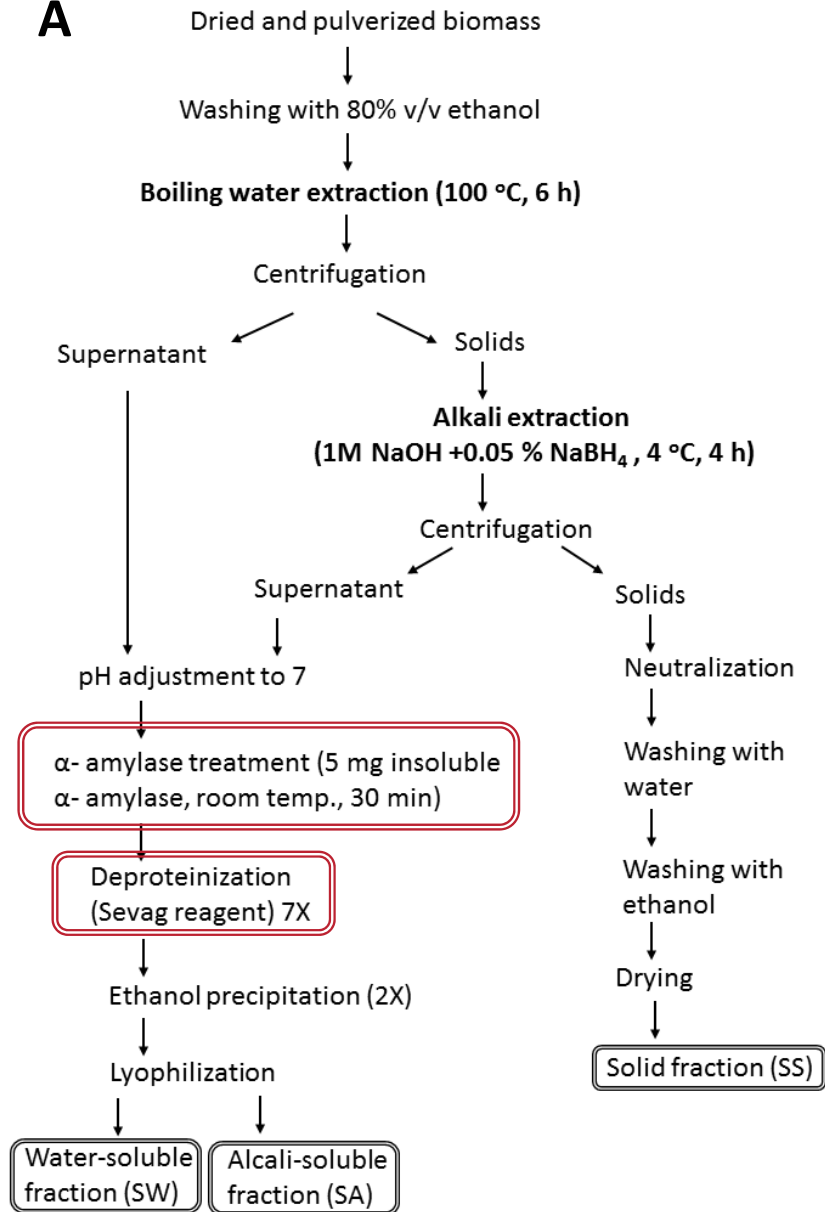 A
Dried and pulverized biomass
Washing with 80% v/v ethanol
Boiling water extraction (100 °C, 6 h)
Centrifugation
Supernatant
Solids
Alkali extraction
(1M NaOH +0.05 % NaBH₄ , 4 °C, 4 h)
Centrifugation
Supernatant
Solids
pH adjustment to 7
Neutralization
α- amylase treatment (5 mg insoluble
α- amylase, room temp., 30 min)
Washing with
water
Deproteinization
(Sevag reagent) 7X
Washing with
ethanol
Ethanol precipitation (2X)
Drying
Lyophilization
Solid fraction (SS)
Water-soluble
fraction (SW)
Alcali-soluble
fraction (SA)